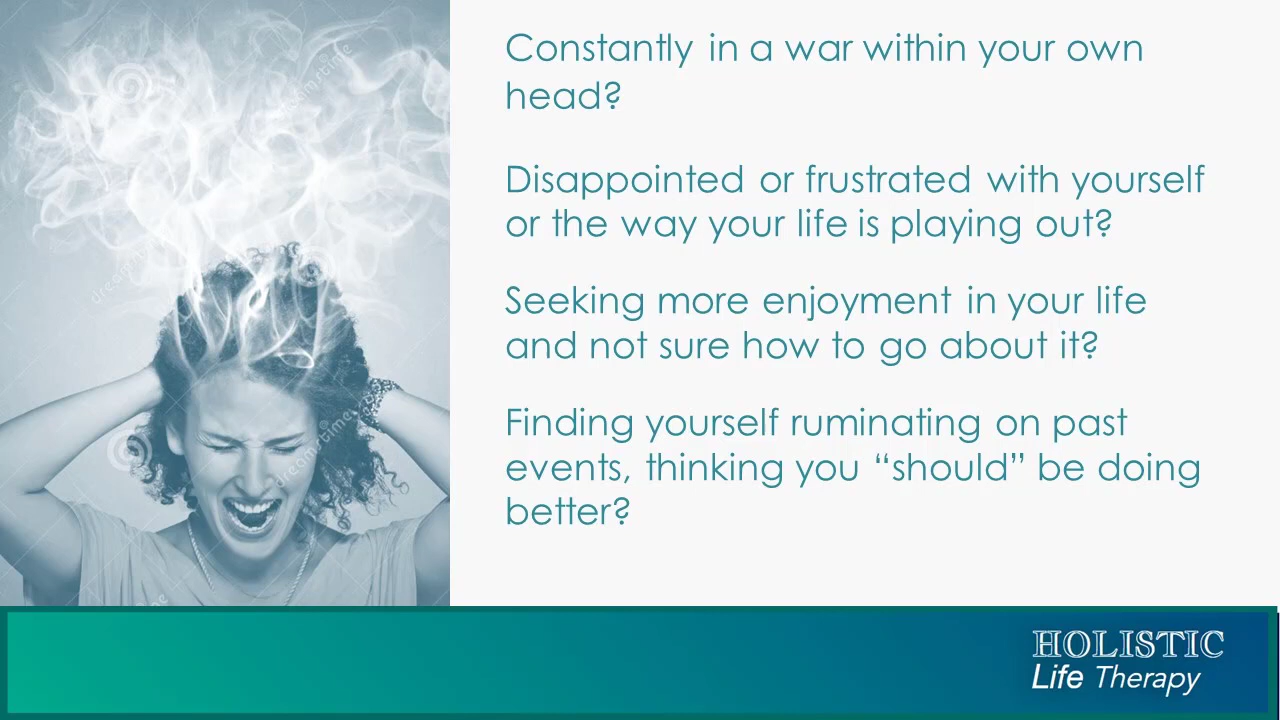 Constantly in a war within your own
head?
Disappointed or frustrated with yourself
or the way your life is playing out?
Seeking more enjoyment in your life
and not sure how to go about it?
Finding yourself ruminating on past
events, thinking you “should” be doing
better?
HOLISTIC
Life Therapy
dreamstime
dreamstime